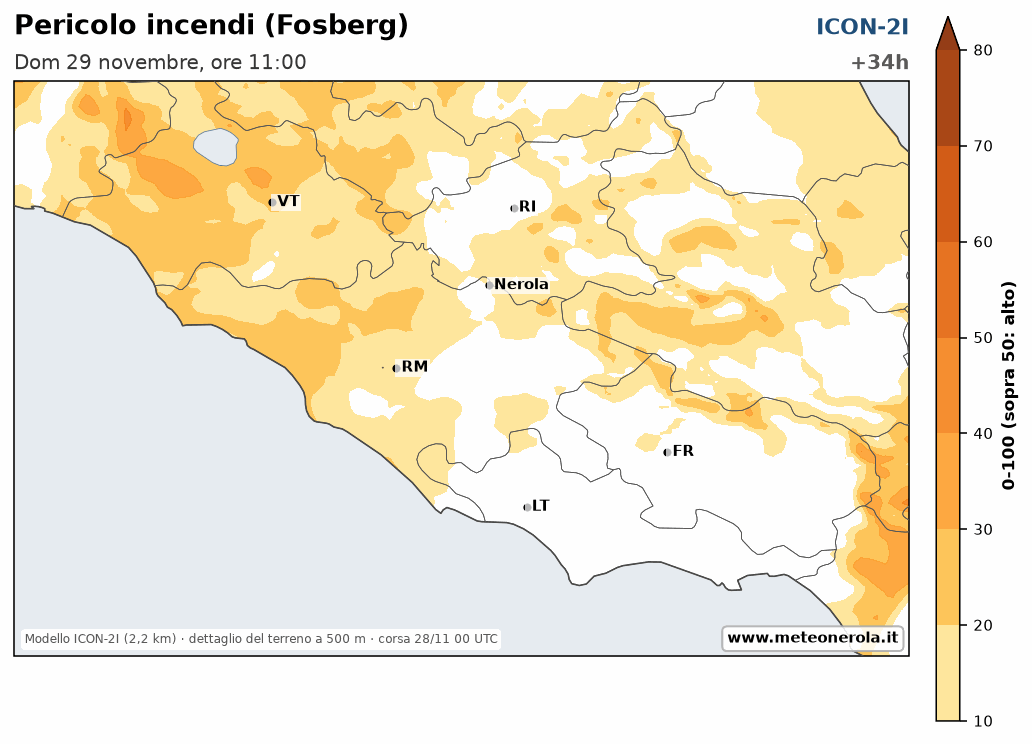 Pericolo incendi (Fosberg)
ICON-2I
Dom 29 novembre, ore 11:00
+34h
80
70
60
50
40
30
20
10
0-100 (sopra 50: alto)
VT
RI
Nerola
RM
FR
LT
Modello ICON-2I (2,2 km) · dettaglio del terreno a 500 m · corsa 28/11 00 UTC
www.meteonerola.it